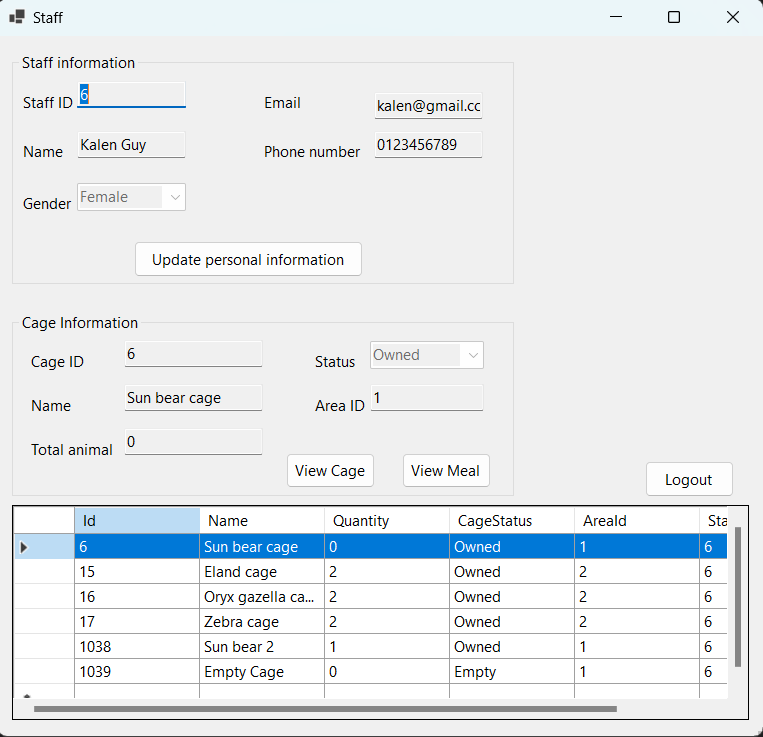 Staff
Staff information
Staff ID 6 Email kalen@gmail.cc
Name Kalen Guy Phone number 0123456789
Gender Female
Update personal information
Cage Information
Cage ID 6 Status Owned
Name Sun bear cage Area ID 1
Total animal 0
View Cage View Meal Logout
Id Name Quantity CageStatus AreaId Sta
6 Sun bear cage 0 Owned 1 6
15 Eland cage 2 Owned 2 6
16 Oryx gazella ca... 2 Owned 2 6
17 Zebra cage 2 Owned 2 6
1038 Sun bear 2 1 Owned 1 6
1039 Empty Cage 0 Empty 1 6